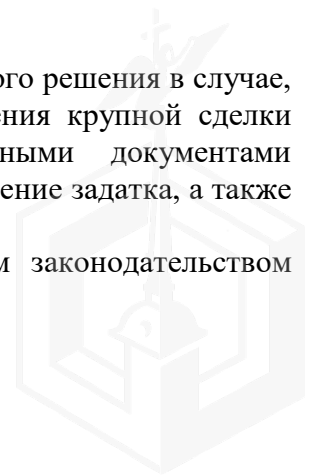 ого решения в случае,
ения крупной сделки
ными документами
ение задатка, а также
м законодательством